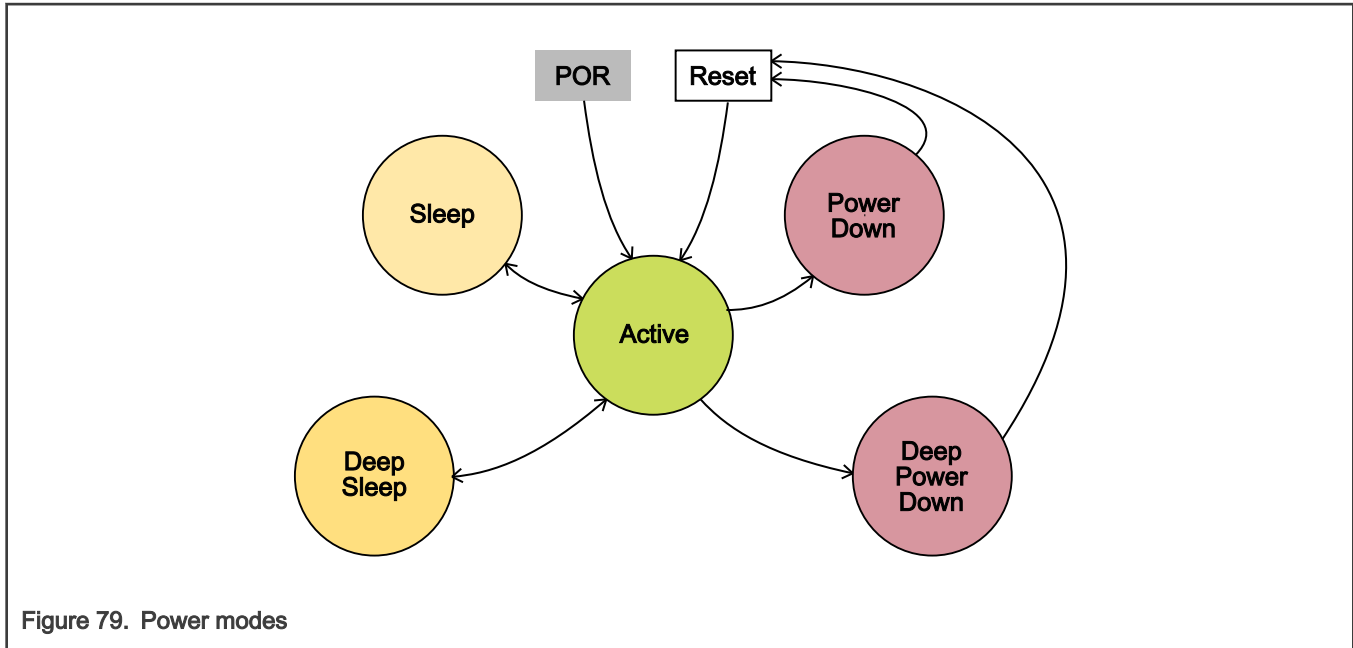 POR
Reset
Sleep
Power
Down
Active
Deep
Sleep
Deep
Power
Down
Figure 79. Power modes